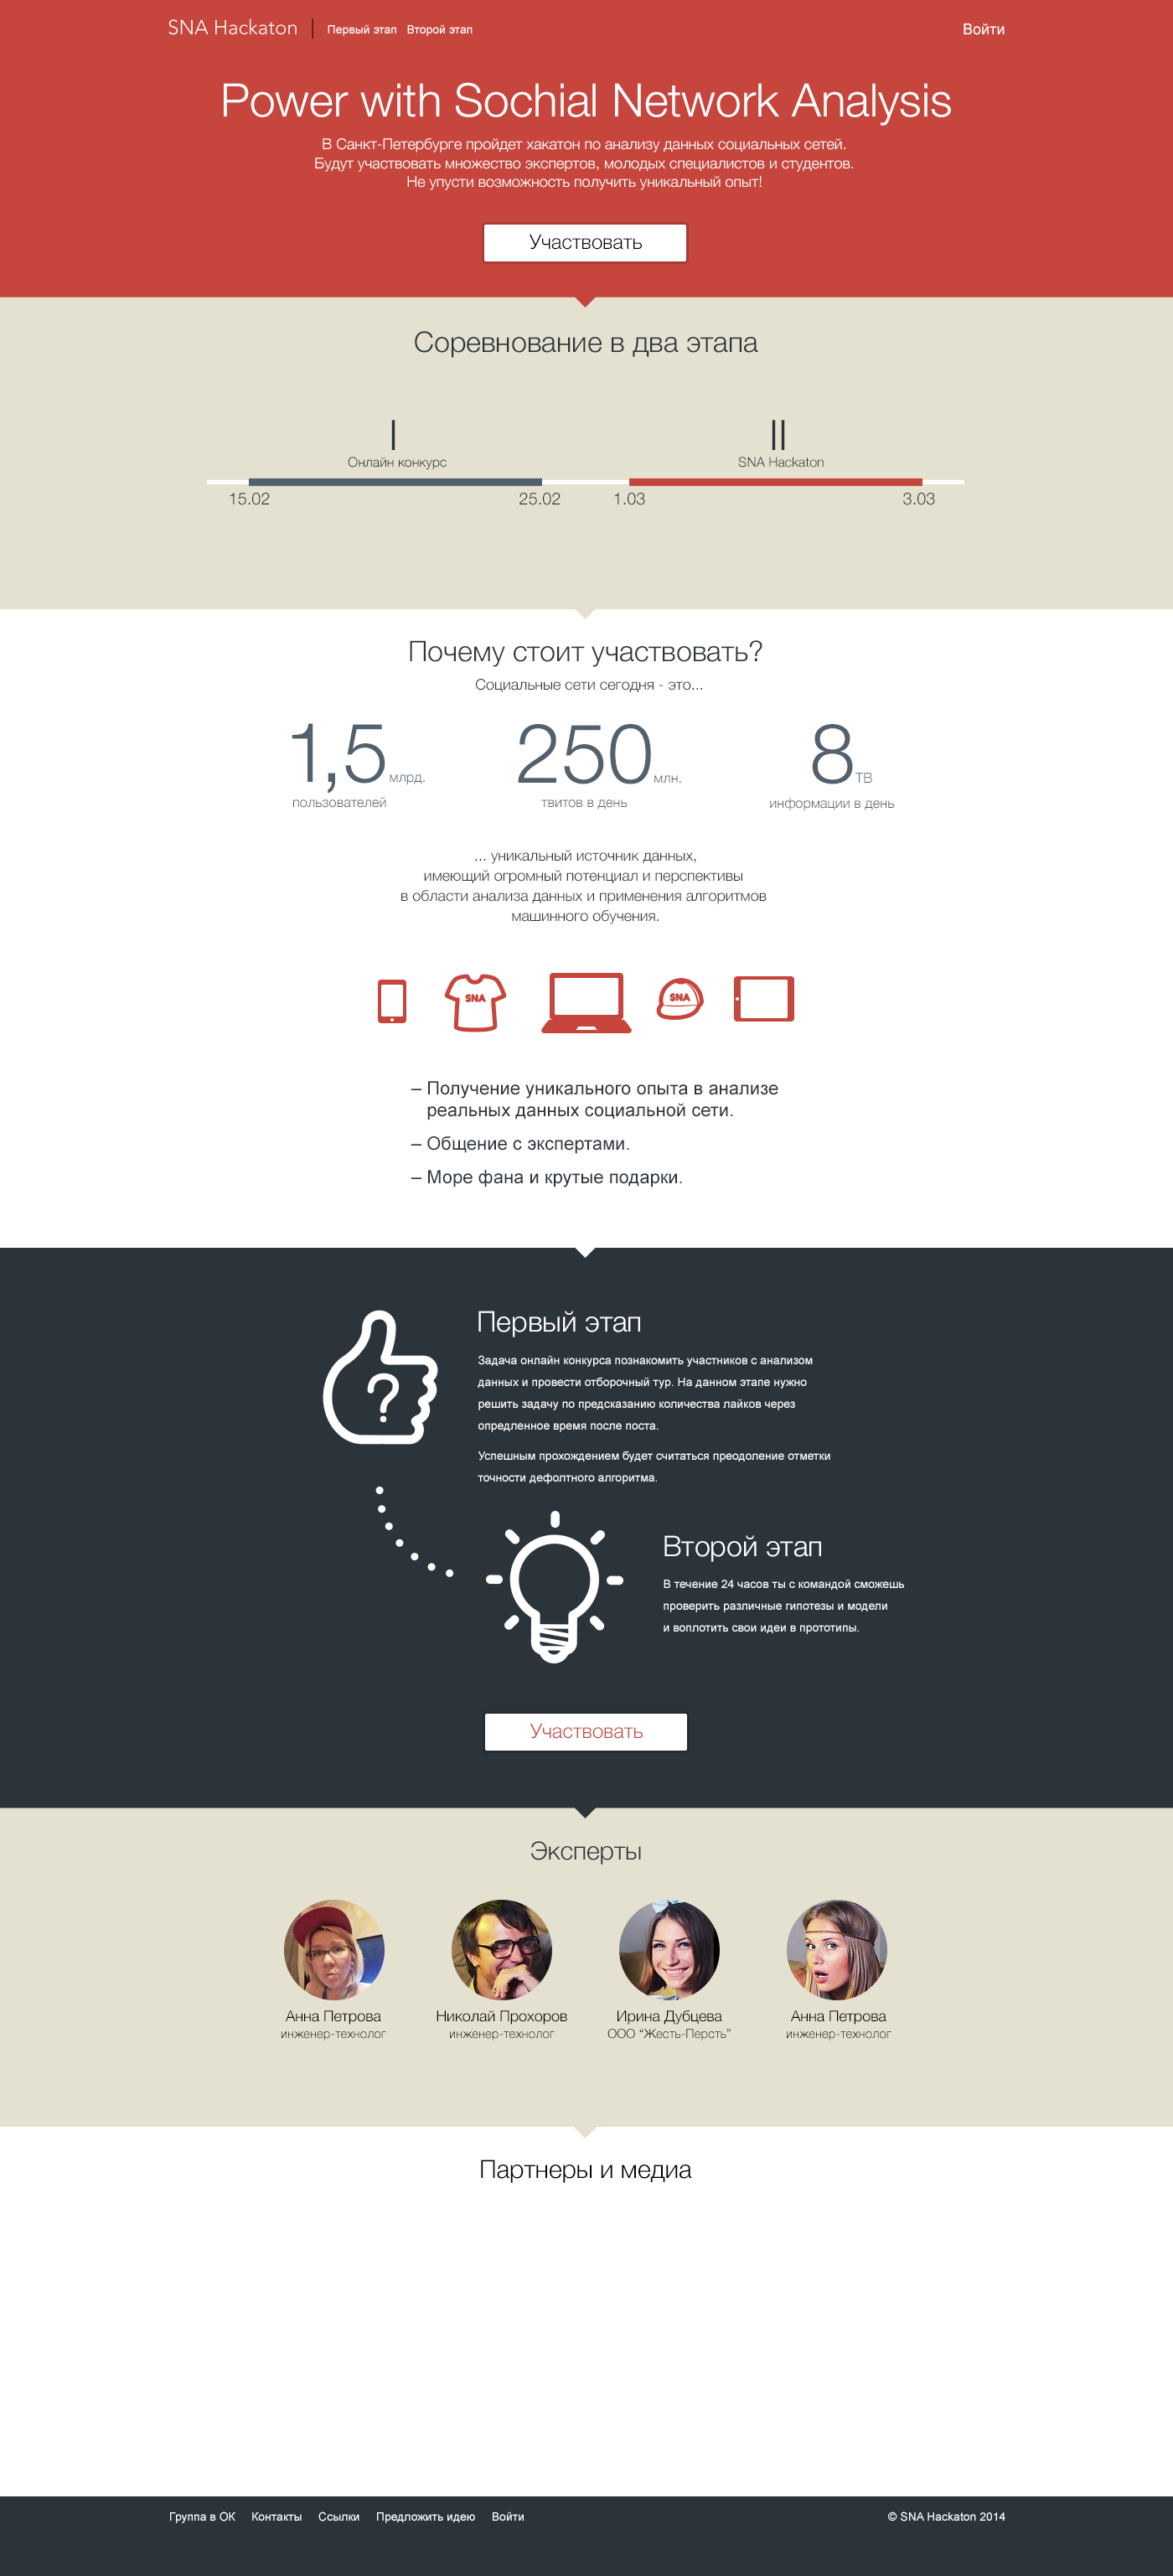 SNA Hackaton | Первый этап Второй этап Войти
Power with Sochial Network Analysis
В Санкт-Петербурге пройдет хакатон по анализу данных социальных сетей.
Будут участвовать множество экспертов, молодых специалистов и студентов.
Не упусти возможность получить уникальный опыт!
Участвовать
Соревнование в два этапа
I II
Онлайн конкурс SNA Hackaton
15.02 25.02 1.03 3.03
Почему стоит участвовать?
Социальные сети сегодня - это...
1,5 млрд. 250 млн. 8 ТВ
пользователей твитов в день информации в день
... уникальный источник данных,
имеющий огромный потенциал и перспективы
в области анализа данных и применения алгоритмов
машинного обучения.
SNA SNA
– Получение уникального опыта в анализе
реальных данных социальной сети.
– Общение с экспертами.
– Море фана и крутые подарки.
Первый этап
Задача онлайн конкурса познакомить участников с анализом
данных и провести отборочный тур. На данном этапе нужно
решить задачу по предсказанию количества лайков через
опредленное время после поста.
?
Успешным прохождением будет считаться преодоление отметки
точности дефолтного алгоритма.
Второй этап
В течение 24 часов ты с командой сможешь
проверить различные гипотезы и модели
и воплотить свои идеи в прототипы.
Участвовать
Эксперты
Анна Петрова Николай Прохоров Ирина Дубцева Анна Петрова
инженер-технолог инженер-технолог ООО “Жесть-Персть” инженер-технолог
Партнеры и медиа
Группа в ОК Контакты Ссылки Предложить идею Войти © SNA Hackaton 2014